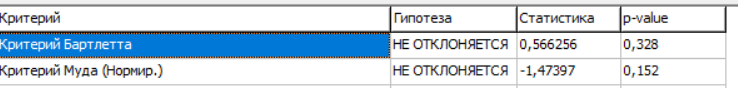 Критерий Гипотеза Статистика p-value
Критерий Бартлетта НЕ ОТКЛОНЯЕТСЯ 0,566256 0,328
Критерий Муда (Нормир.) НЕ ОТКЛОНЯЕТСЯ -1,47397 0,152